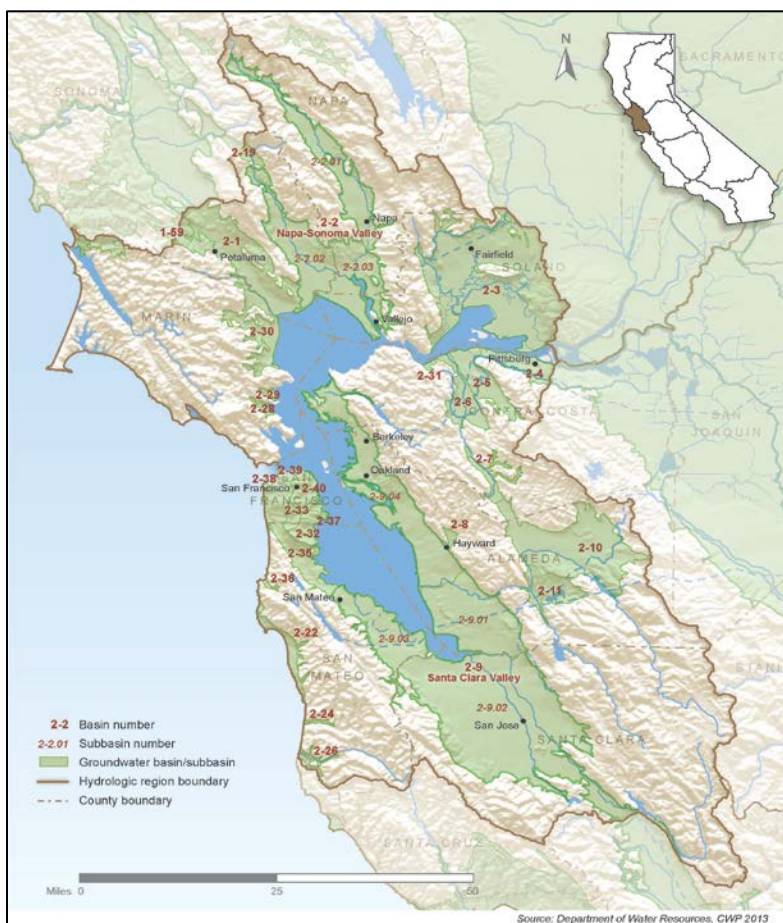 N
SACRAMENTO
SONOMA
NAPA
2-19
2-2.01
2-2
Napa-Sonoma Valley
Napa
1-59
2-1
Petaluma
2-2.02
2-2.03
Fairfield
SOLANO
2-3
MARIN
Vallejo
2-30
Pittsburg
2-4
2-31
2-5
2-6
CONTRA COSTA
2-29
2-28
SAN
JOAQUIN
Berkeley
2-7
2-39
Oakland
2-38
SAN
San Francisco
2-40
FRANCISCO
2-9.04
2-33
2-37
2-8
2-32
Hayward
2-10
2-35
ALAMEDA
2-36
2-11
San Mateo
2-9.01
2-22
2-9.03
SAN
MATEO
2-9
Santa Clara Valley
STANI
2-24
2-9.02
San Jose
SANTA CLARA
2-26
2-2 Basin number
2-2.01 Subbasin number
Groundwater basin/subbasin
Hydrologic region boundary
County boundary
SANTA CRUZ
Miles 0 25 50
Source: Department of Water Resources, CWP 2013